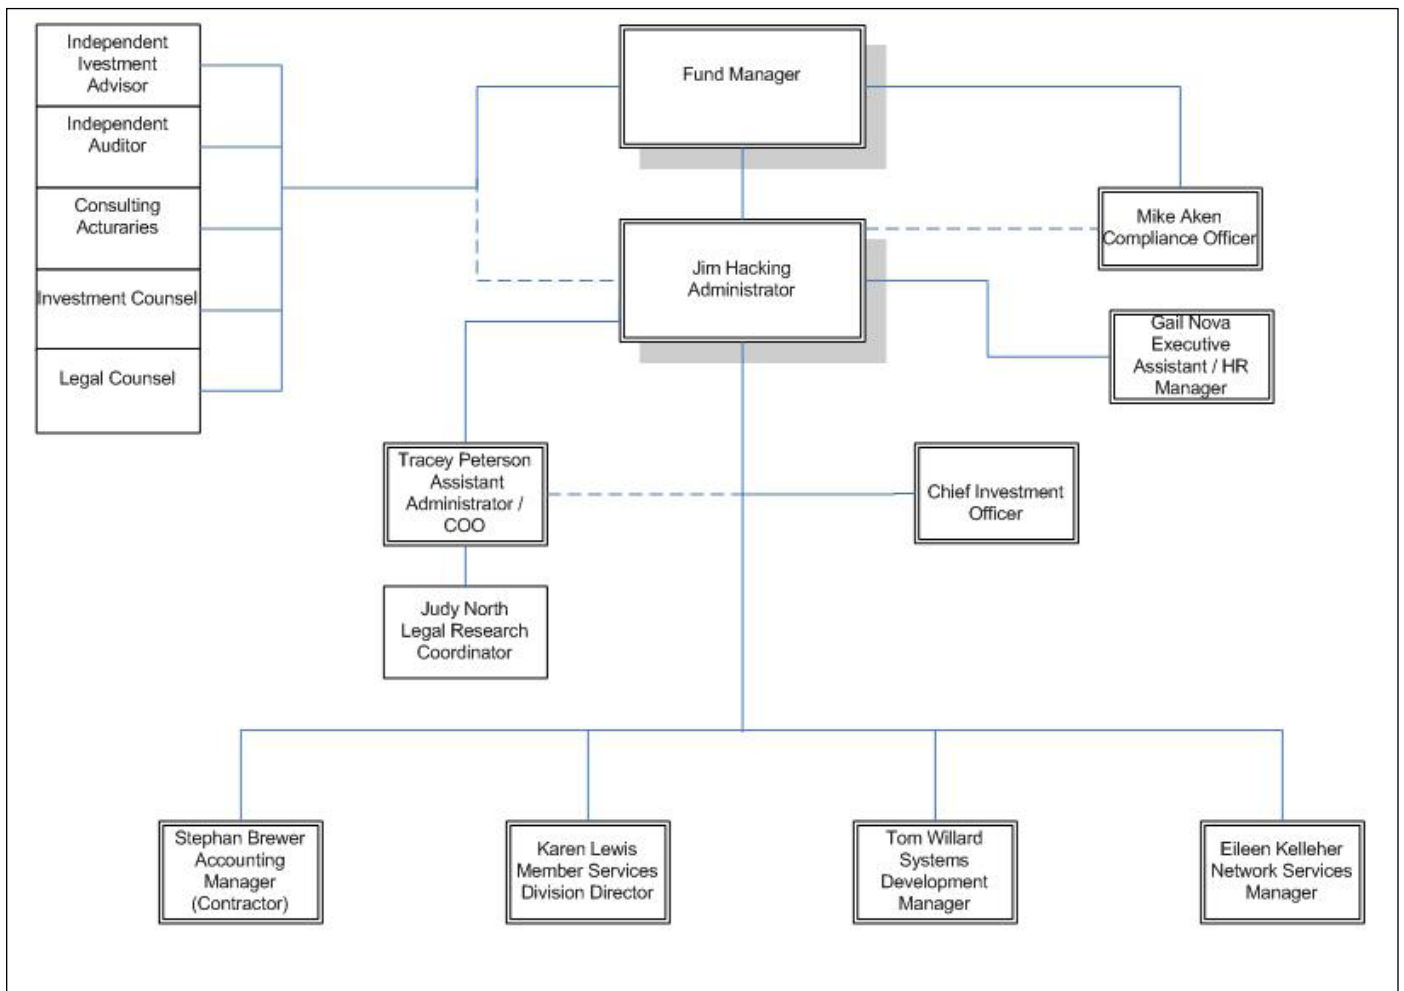 Independent
Ivestment
Advisor
Independent
Auditor
Consulting
Acturaries
Investment Counsel
Legal Counsel
Fund Manager
Jim Hacking
Administrator
Mike Aken
Compliance Officer
Gail Nova
Executive
Assistant / HR
Manager
Tracey Peterson
Assistant
Administrator /
COO
Chief Investment
Officer
Judy North
Legal Research
Coordinator
Stephan Brewer
Accounting
Manager
(Contractor)
Karen Lewis
Member Services
Division Director
Tom Willard
Systems
Development
Manager
Eileen Kelleher
Network Services
Manager